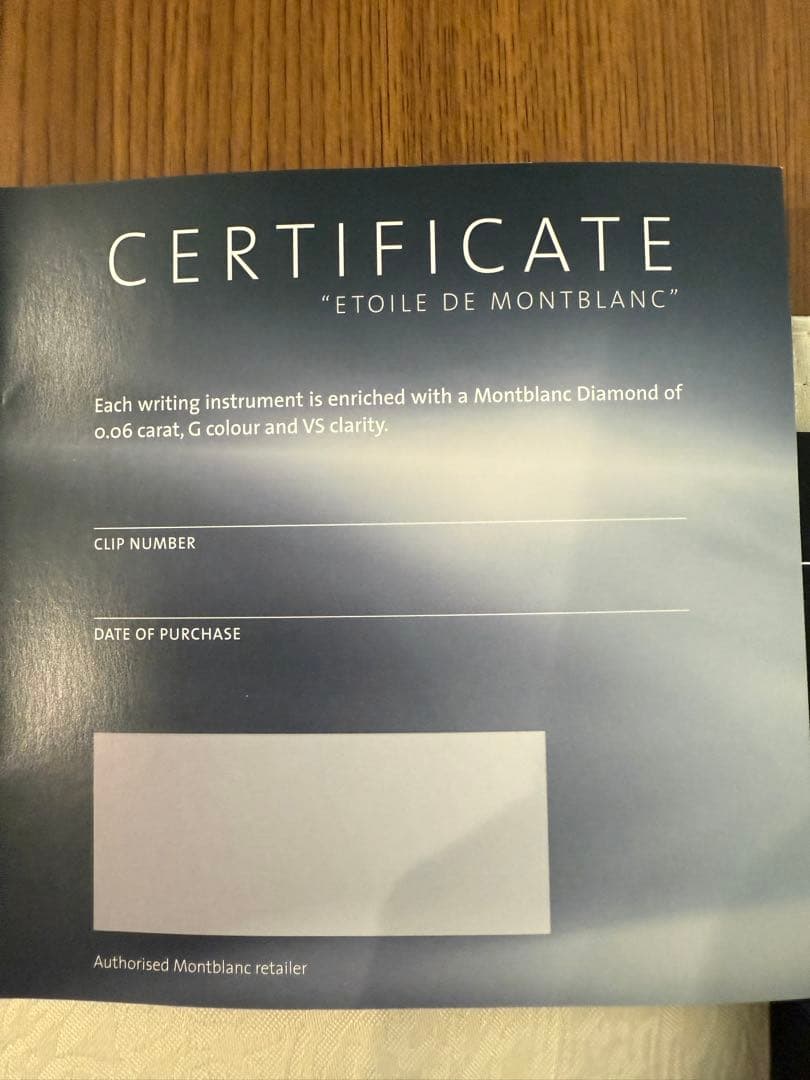 CERTIFICATE
“ETOILE DE MONTBLANC”
Each writing instrument is enriched with a Montblanc Diamond of
0.06 carat, G colour and VS clarity.
CLIP NUMBER
DATE OF PURCHASE
Authorised Montblanc retailer